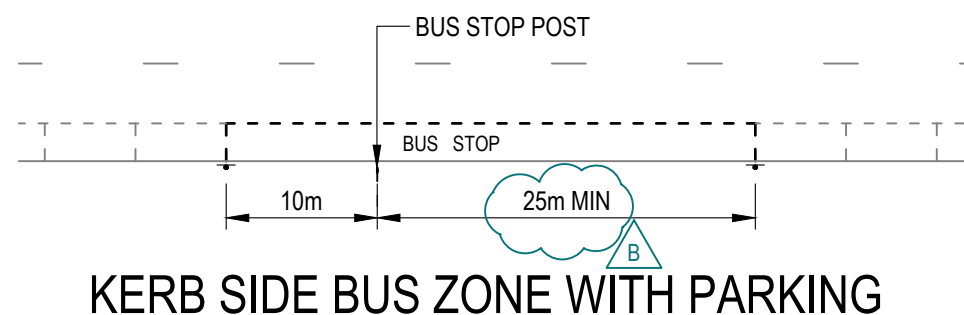 BUS STOP POST
BUS STOP
10m
25m MIN
B
KERB SIDE BUS ZONE WITH PARKING